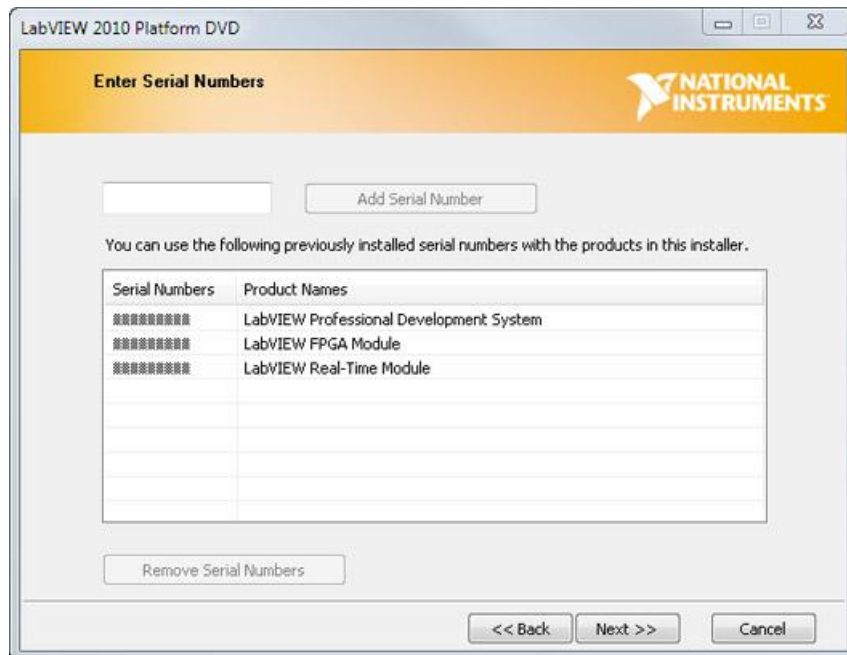 LabVIEW 2010 Platform DVD
Enter Serial Numbers
NATIONAL
INSTRUMENTS
Add Serial Number
You can use the following previously installed serial numbers with the products in this installer.
Serial Numbers Product Names
LabVIEW Professional Development System
LabVIEW FPGA Module
LabVIEW Real-Time Module
Remove Serial Numbers
<< Back Next >> Cancel